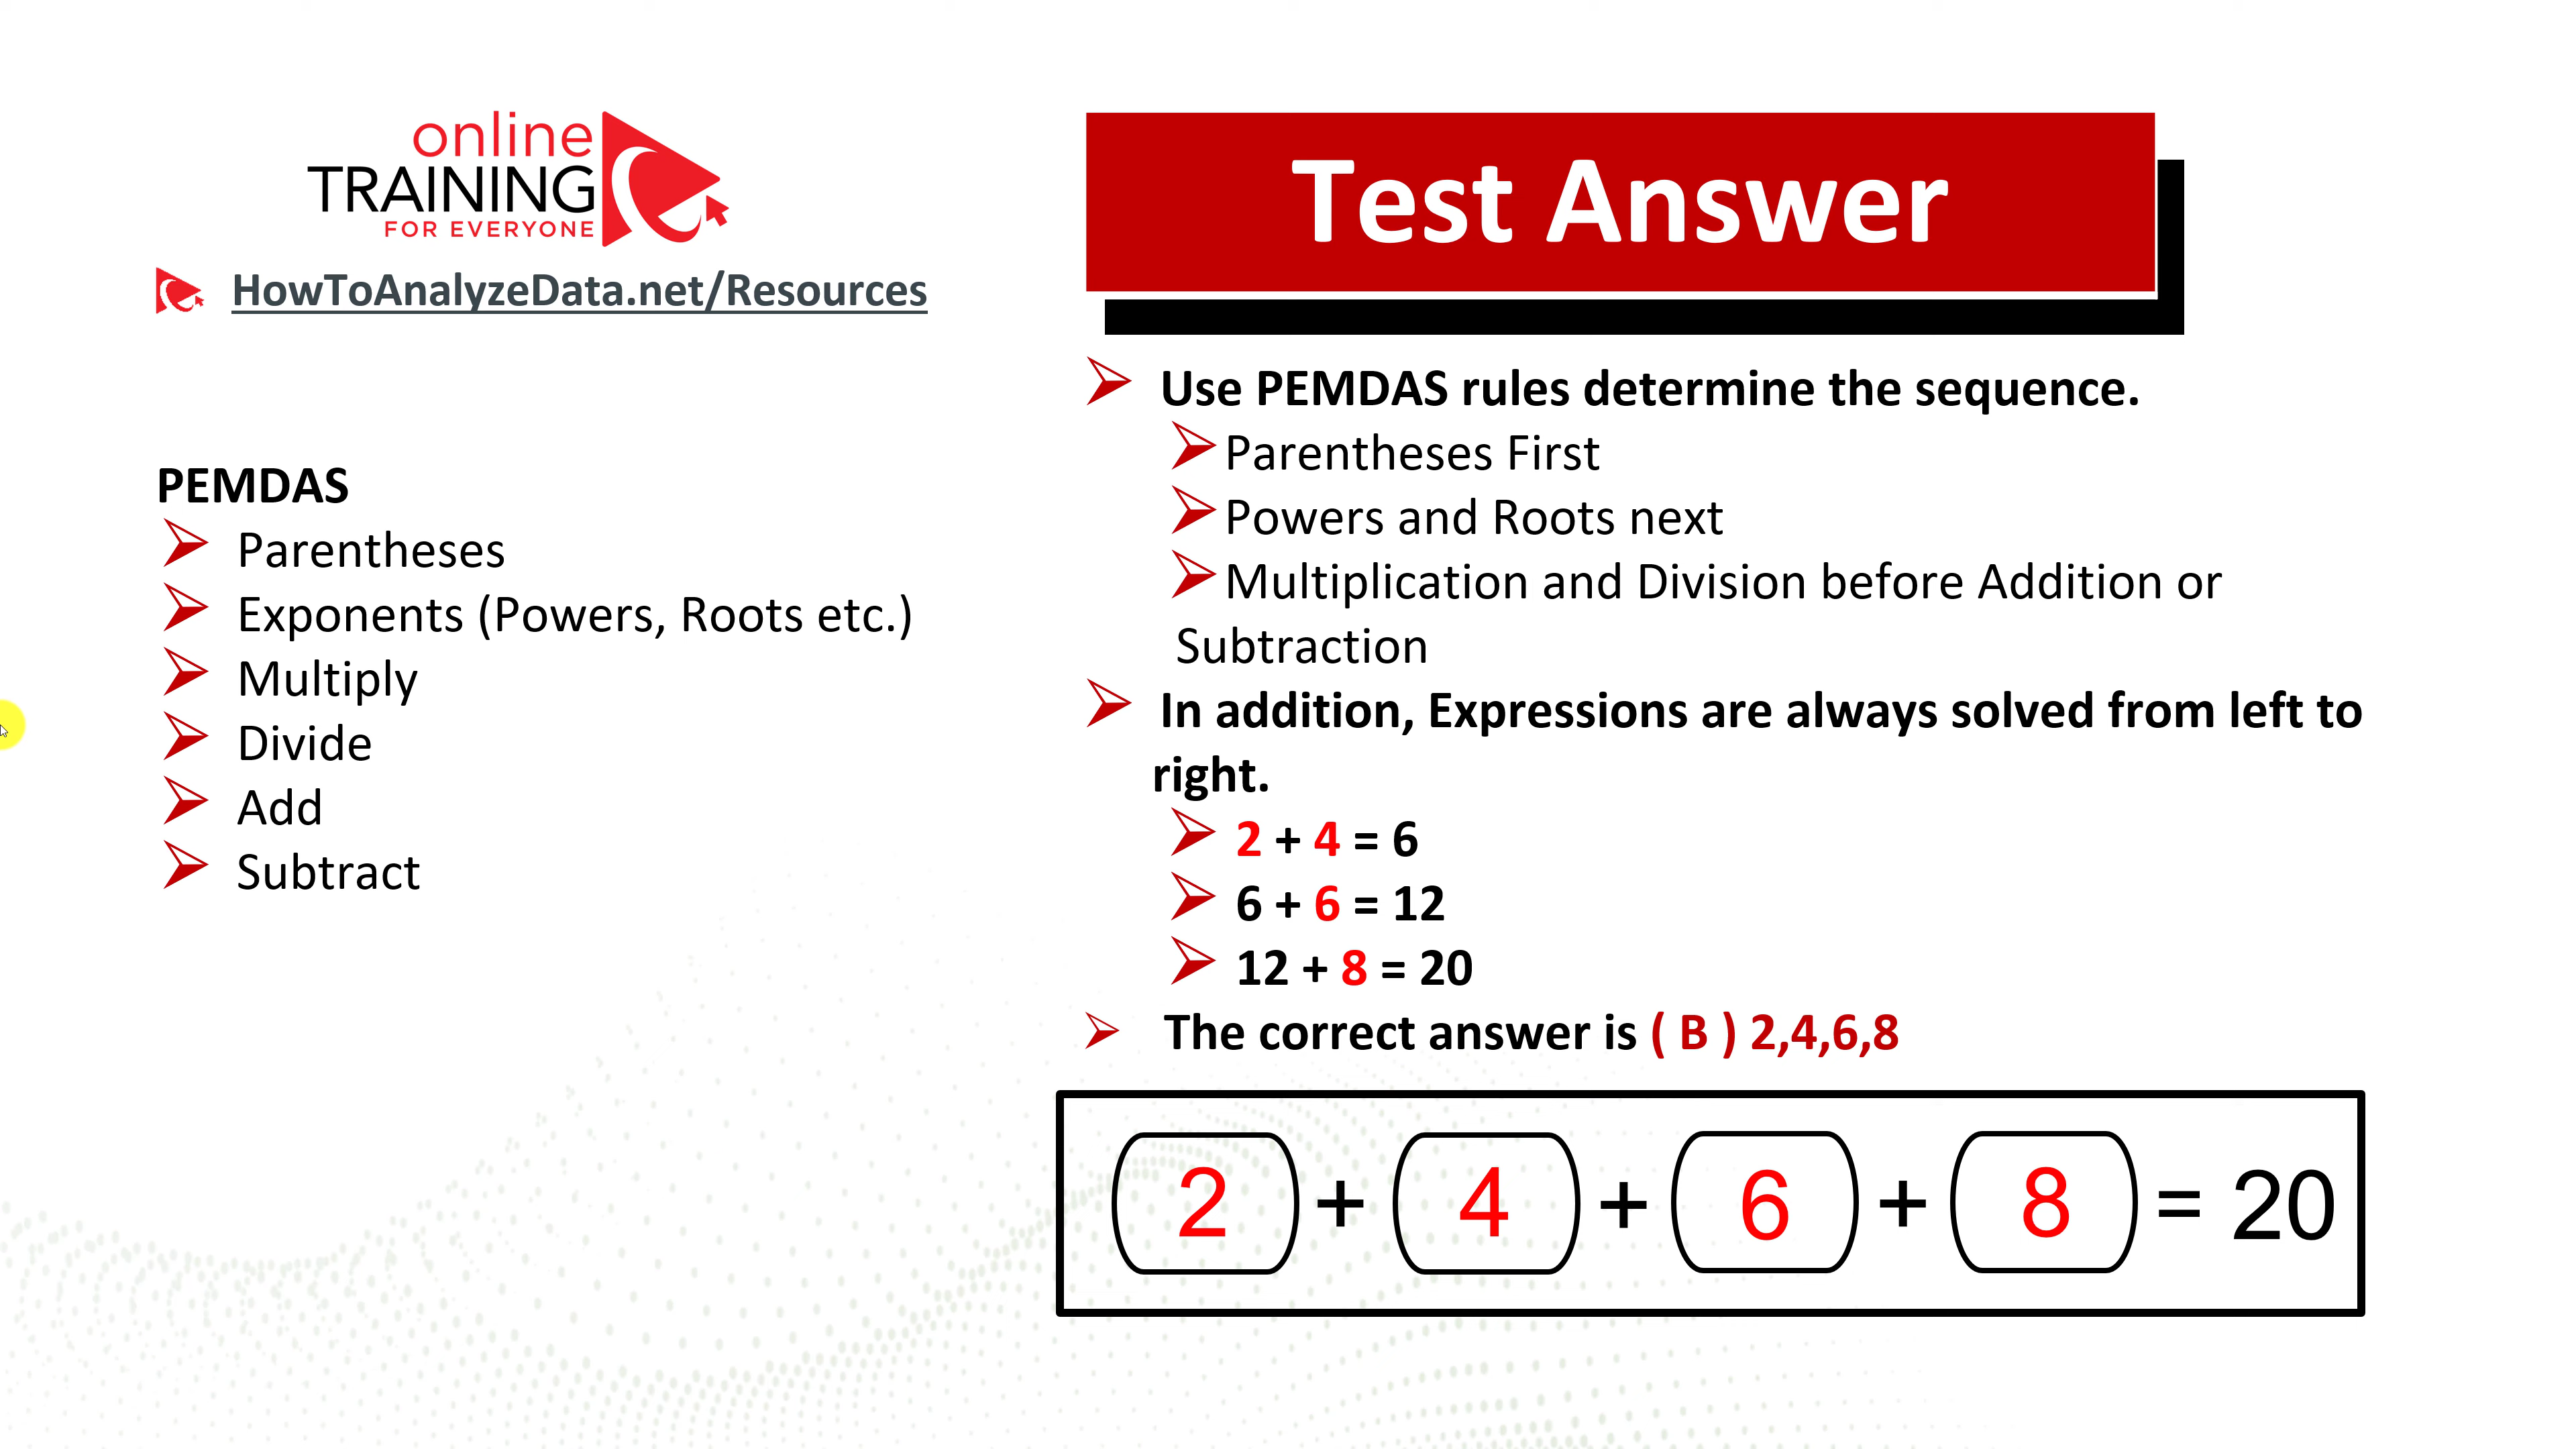 online
TRAINING
FOR EVERYONE
HowToAnalyzeData.net/Resources
PEMDAS
Parentheses
Exponents (Powers, Roots etc.)
Multiply
Divide
Add
Subtract
Test Answer
Use PEMDAS rules determine the sequence.
Parentheses First
Powers and Roots next
Multiplication and Division before Addition or
Subtraction
In addition, Expressions are always solved from left to
right.
2 + 4 = 6
6 + 6 = 12
12 + 8 = 20
The correct answer is ( B ) 2,4,6,8
2 + 4 + 6 + 8 = 20